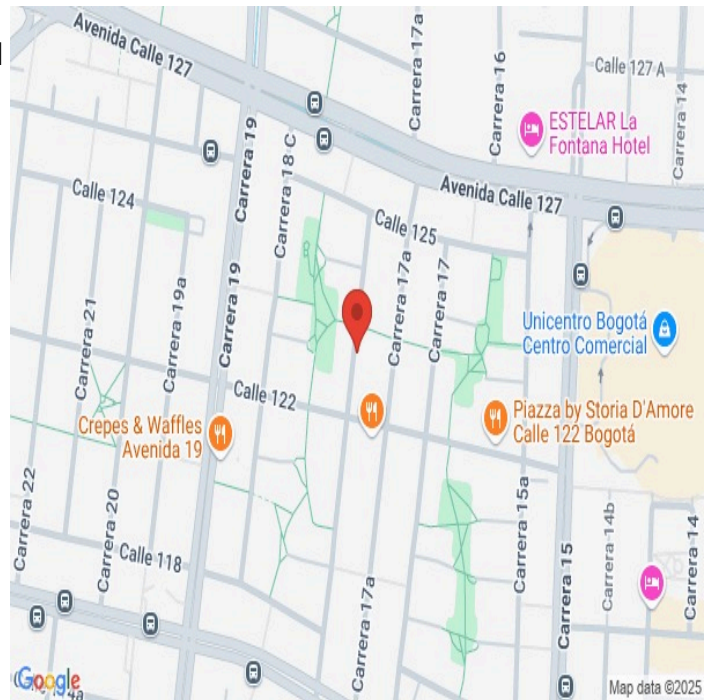 Avenida Calle 127
Carrera 17a
Carrera 16
Calle 127 A
Carrera 14
ESTELAR La
Fontana Hotel
Carrera 19
Carrera 18 C
Avenida Calle 127
Calle 124
Calle 125
Carrera 17a
Carrera 17
Carrera 21
Carrera 19a
Carrera 19
Unicentro Bogotá
Centro Comercial
Calle 122
Crepes & Waffles
Avenida 19
Piazza by Storia D'Amore
Calle 122 Bogotá
Carrera 22
Carrera 20
Calle 118
Carrera 17a
Carrera 15a
Carrera 15
Carrera 14b
Carrera 14
Google
Map data ©2025